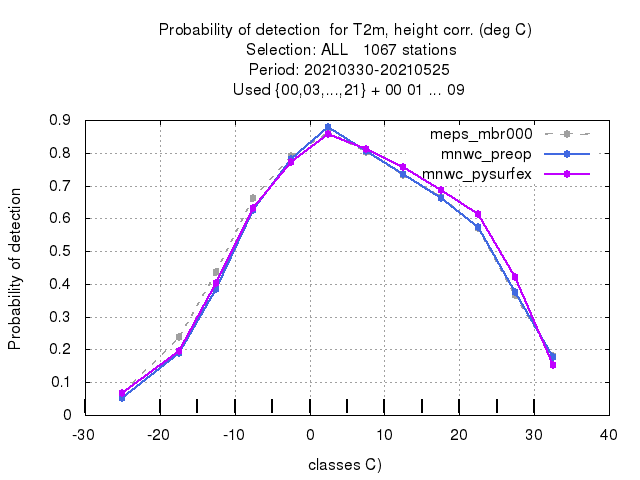 Probability of detection  for T2m, height corr. (deg C)
Selection: ALL   1067 stations
Period: 20210330-20210525
Used {00,03,...,21} + 00 01 ... 09
meps_mbr000
mnwc_preop
mnwc_pysurfex
Probability of detection
0.9
0.8
0.7
0.6
0.5
0.4
0.3
0.2
0.1
0
-30 -20 -10 0 10 20 30 40
classes C)